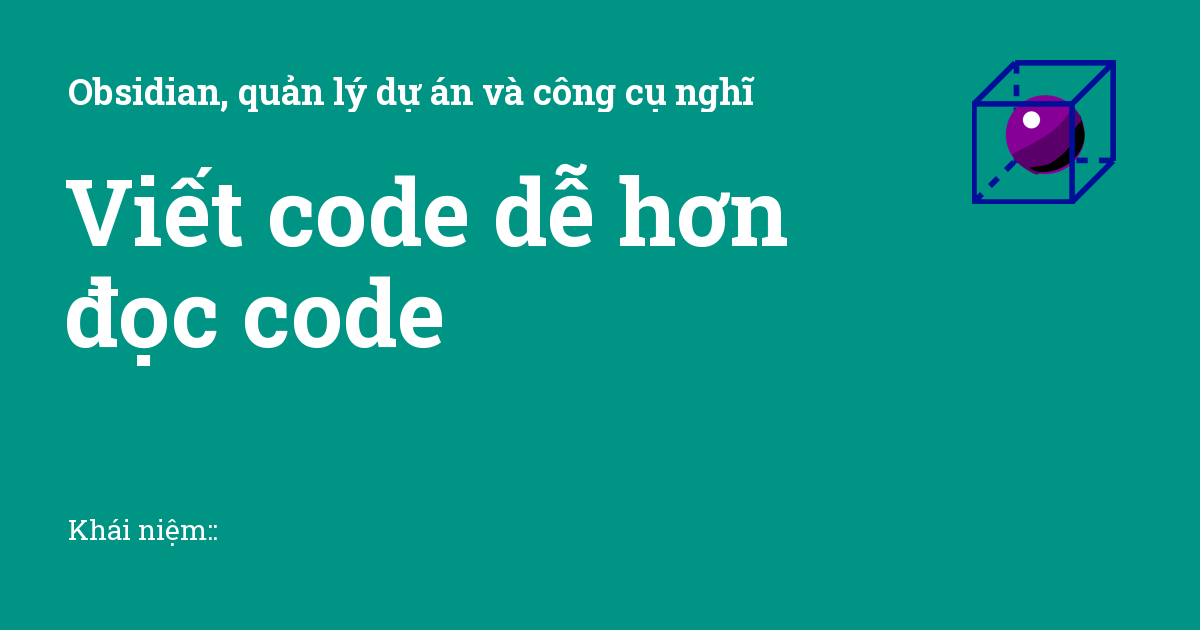 Obsidian, quản lý dự án và công cụ nghĩ
Viết code dễ hơn
đọc code
Khái niệm::